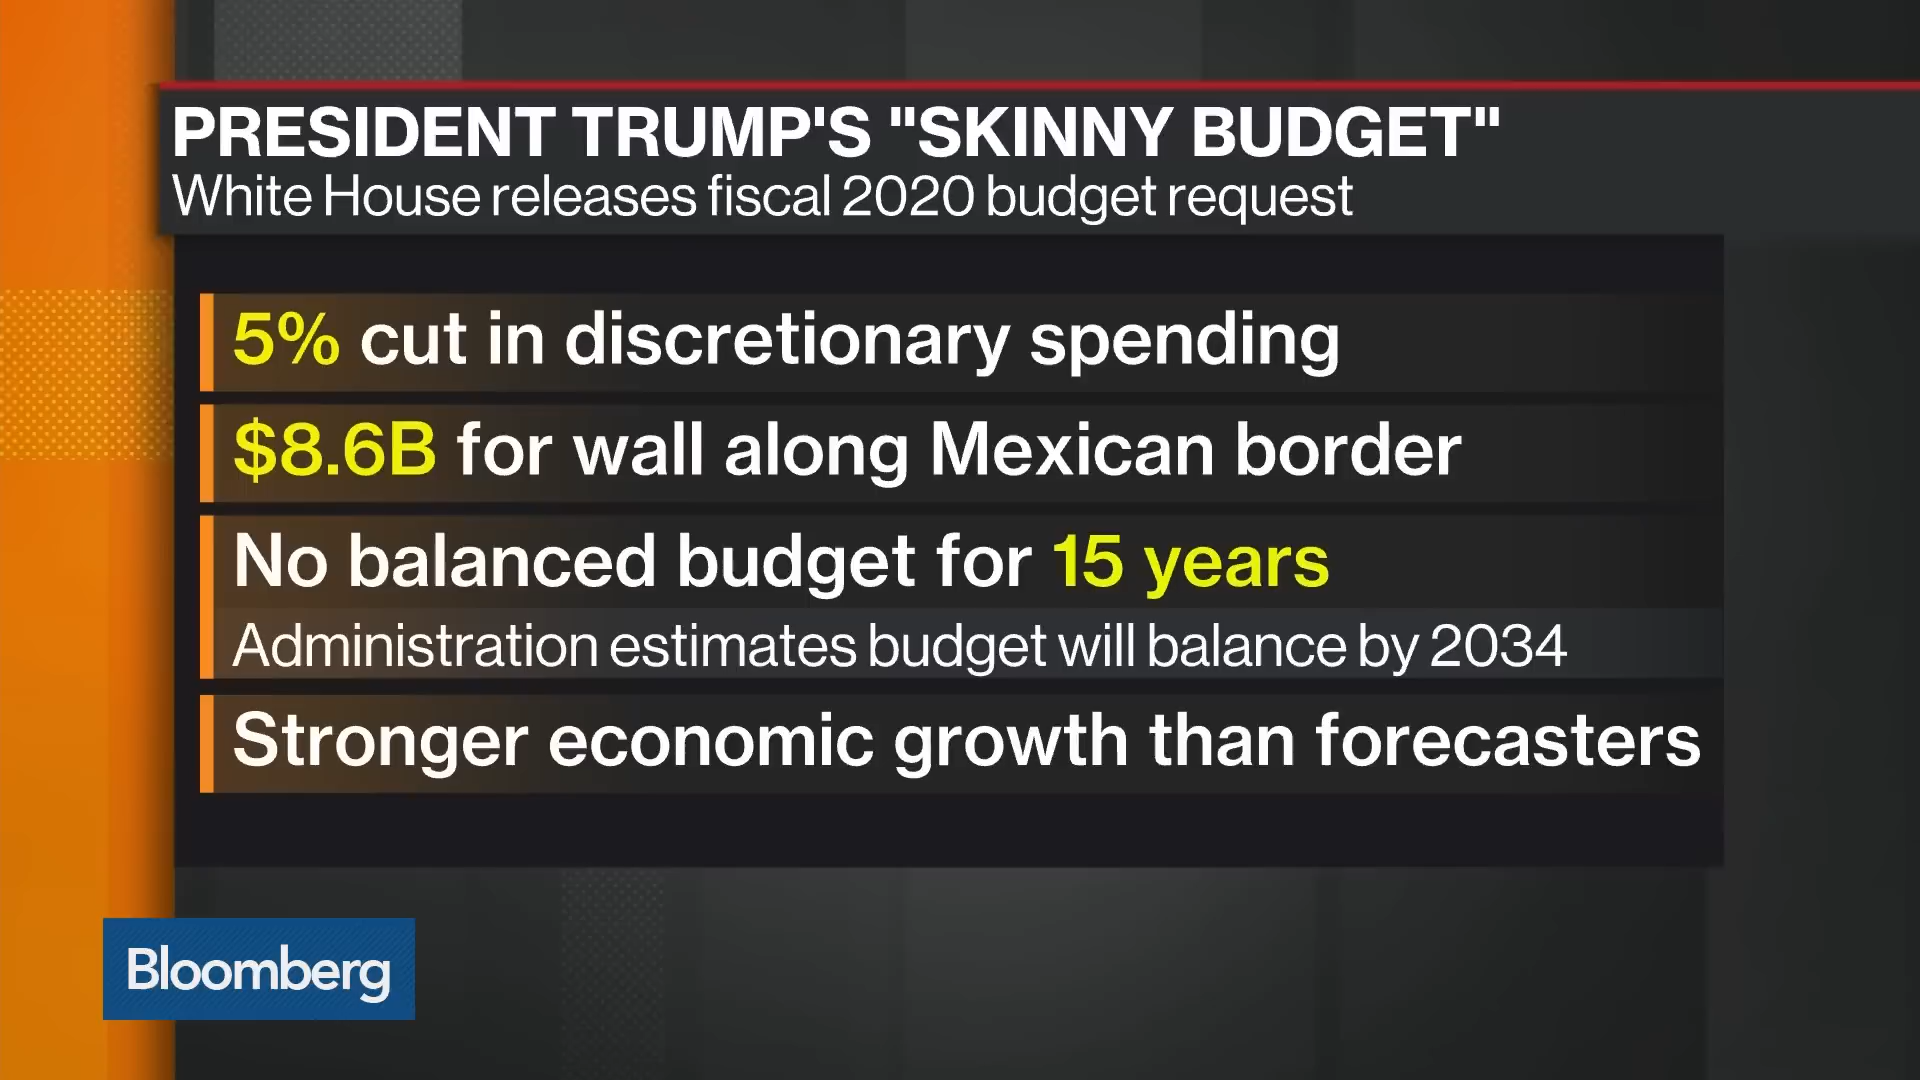 PRESIDENT TRUMP'S "SKINNY BUDGET"
White House releases fiscal 2020 budget request
5% cut in discretionary spending
$8.6B for wall along Mexican border
No balanced budget for 15 years
Administration estimates budget will balance by 2034
Stronger economic growth than forecasters
Bloomberg